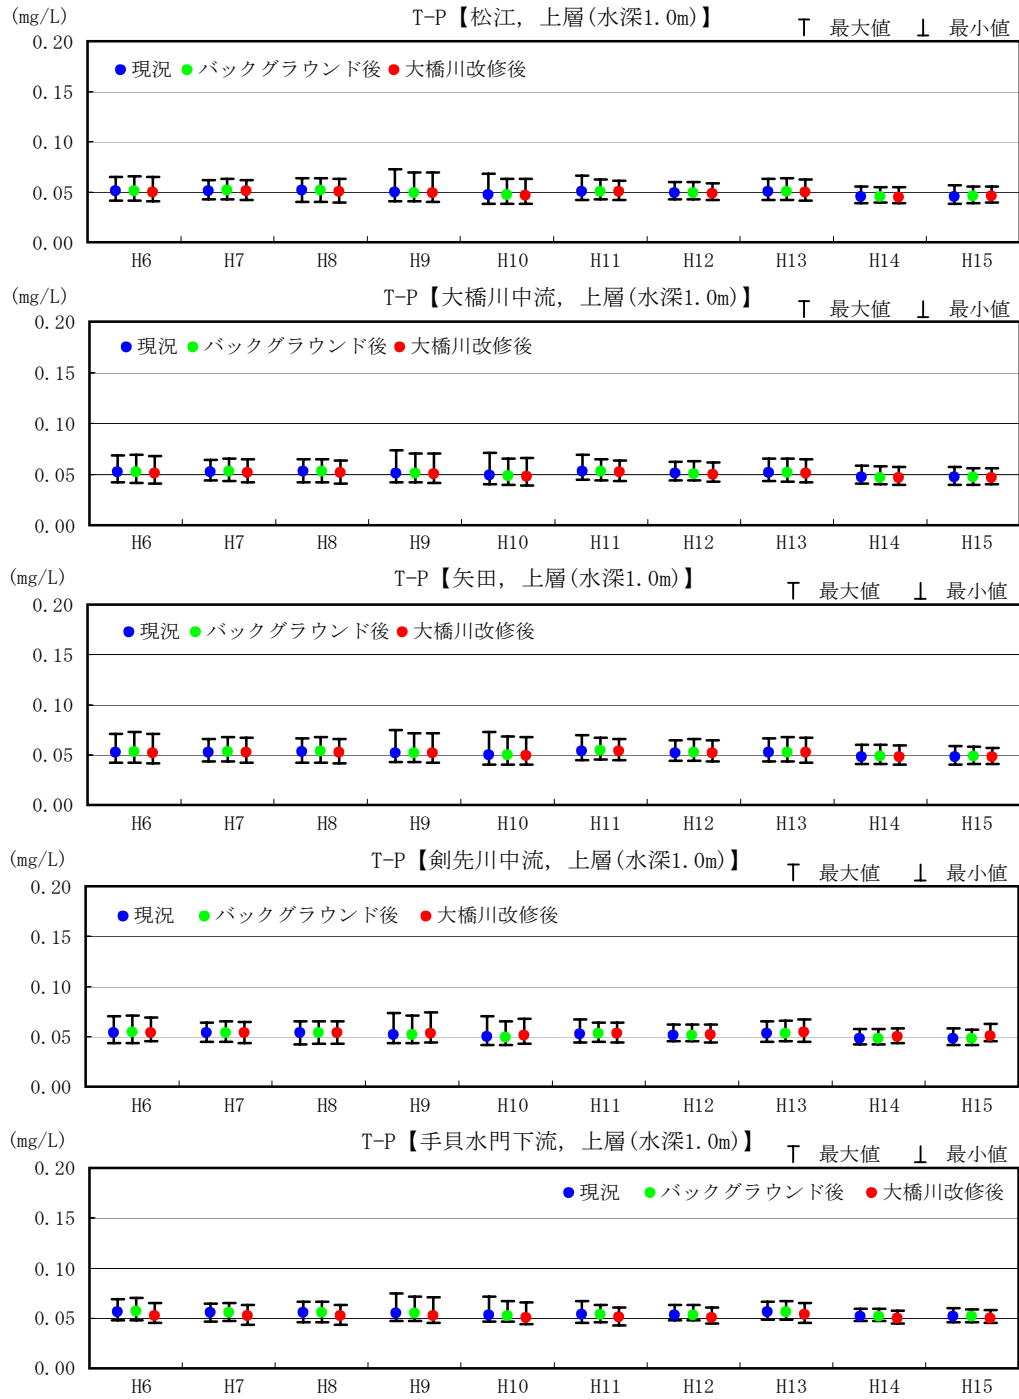 (mg/L) T-P【松江, 上層(水深1.0m)】 最大値 最小値
0.20
現況 バックグラウンド後 大橋川改修後
0.15
0.10
0.05
0.00
H6 H7 H8 H9 H10 H11 H12 H13 H14 H15
(mg/L) T-P【大橋川中流, 上層(水深1.0m)】 最大値 最小値
0.20
現況 バックグラウンド後 大橋川改修後
0.15
0.10
0.05
0.00
H6 H7 H8 H9 H10 H11 H12 H13 H14 H15
(mg/L) T-P【矢田, 上層(水深1.0m)】 最大値 最小値
0.20
現況 バックグラウンド後 大橋川改修後
0.15
0.10
0.05
0.00
H6 H7 H8 H9 H10 H11 H12 H13 H14 H15
(mg/L) T-P【剣先川中流, 上層(水深1.0m)】 最大値 最小値
0.20
現況 バックグラウンド後 大橋川改修後
0.15
0.10
0.05
0.00
H6 H7 H8 H9 H10 H11 H12 H13 H14 H15
(mg/L) T-P【手貝水門下流, 上層(水深1.0m)】 最大値 最小値
0.20
現況 バックグラウンド後 大橋川改修後
0.15
0.10
0.05
0.00
H6 H7 H8 H9 H10 H11 H12 H13 H14 H15